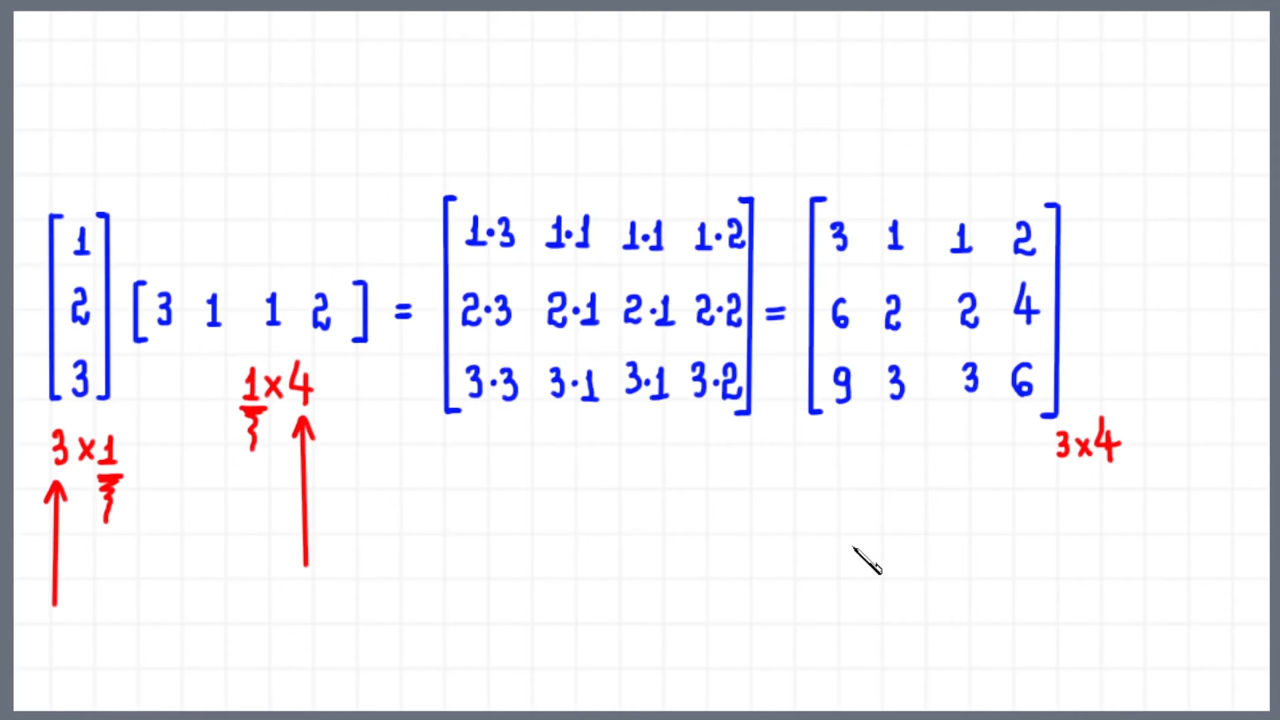 [1 2 3] [3 1 1 2] = [1·3 1·1 1·1 1·2
2·3 2·1 2·1 2·2
3·3 3·1 3·1 3·2] = [3 1 1 2
6 2 2 4
9 3 3 6]
3×1
1×4
3×4